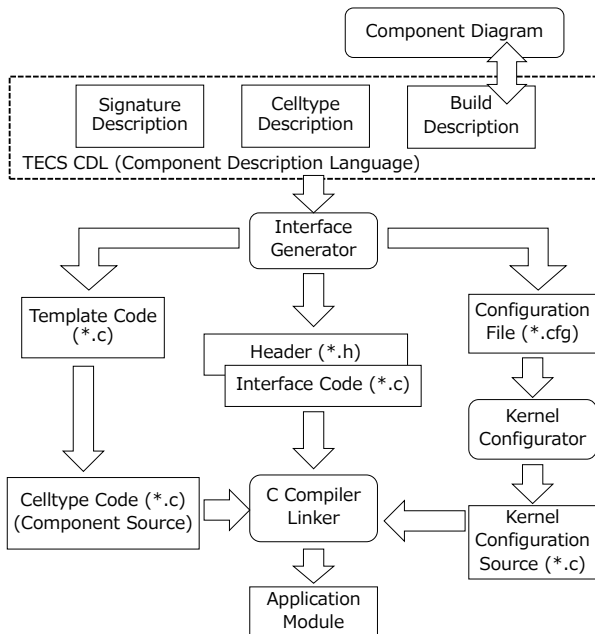 Component Diagram
Signature
Description
Celltype
Description
Build
Description
TECS CDL (Component Description Language)
Interface
Generator
Template Code
(*.c)
Header (*.h)
Interface Code (*.c)
Configuration
File (*.cfg)
Kernel
Configurator
Celltype Code (*.c)
(Component Source)
C Compiler
Linker
Kernel
Configuration
Source (*.c)
Application
Module